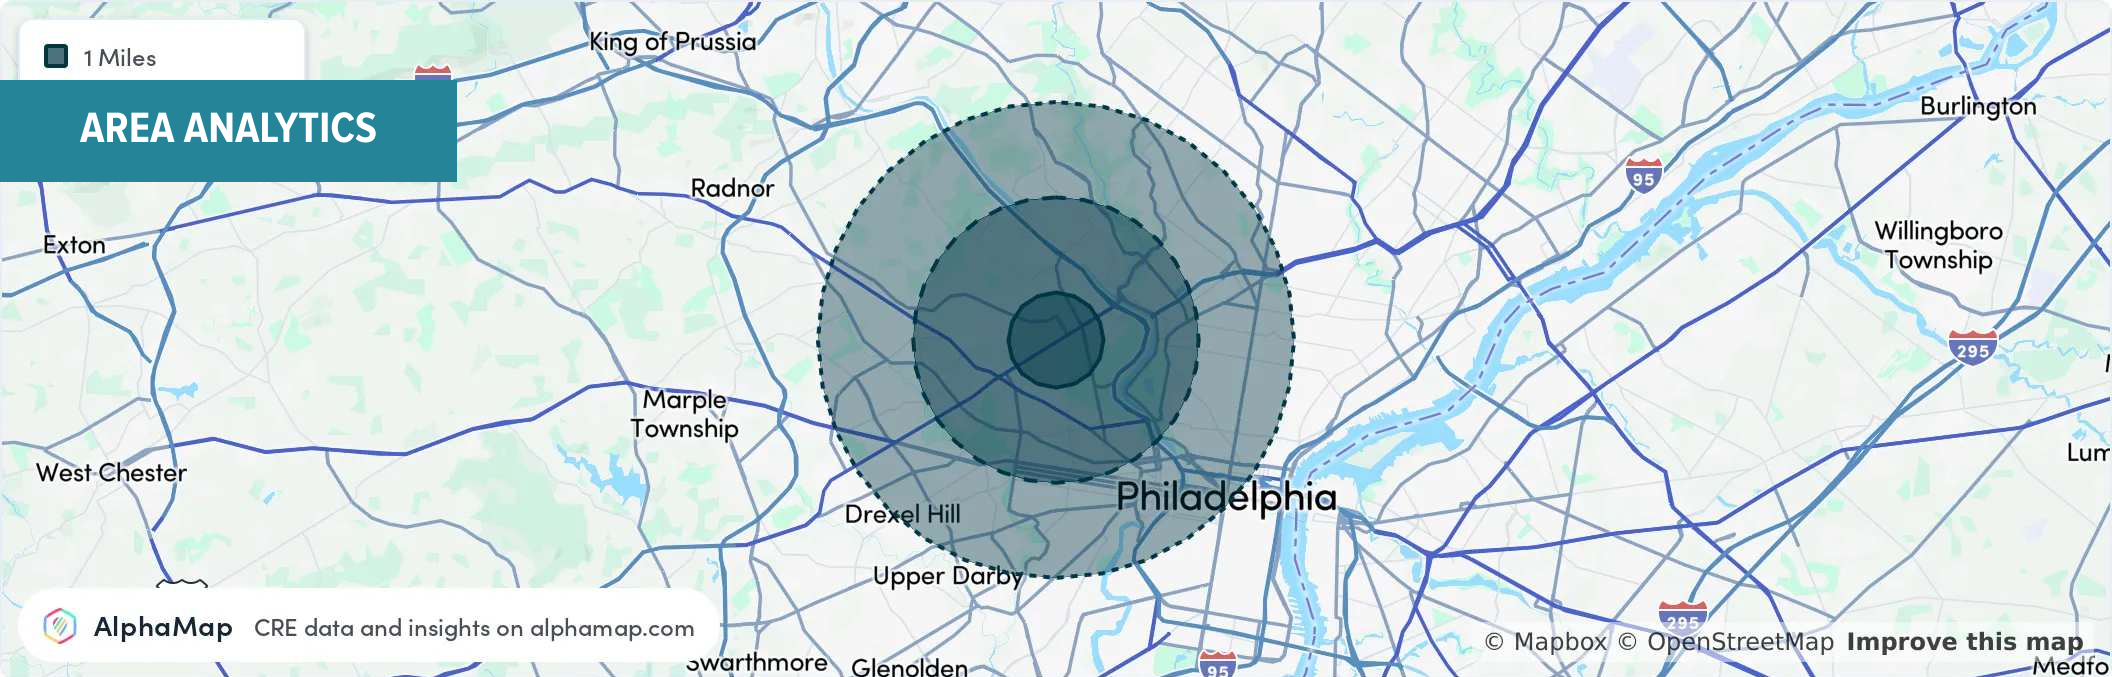 1 Miles
AREA ANALYTICS
King of Prussia
Burlington
95
Radnor
Willingboro
Township
Exton
295
Marple
Township
West Chester
Lum
Philadelphia
Drexel Hill
Upper Darby
295
AlphaMap CRE data and insights on alphamap.com
© Mapbox © OpenStreetMap Improve this map
Swarthmore
Glenolden
95
Medfo